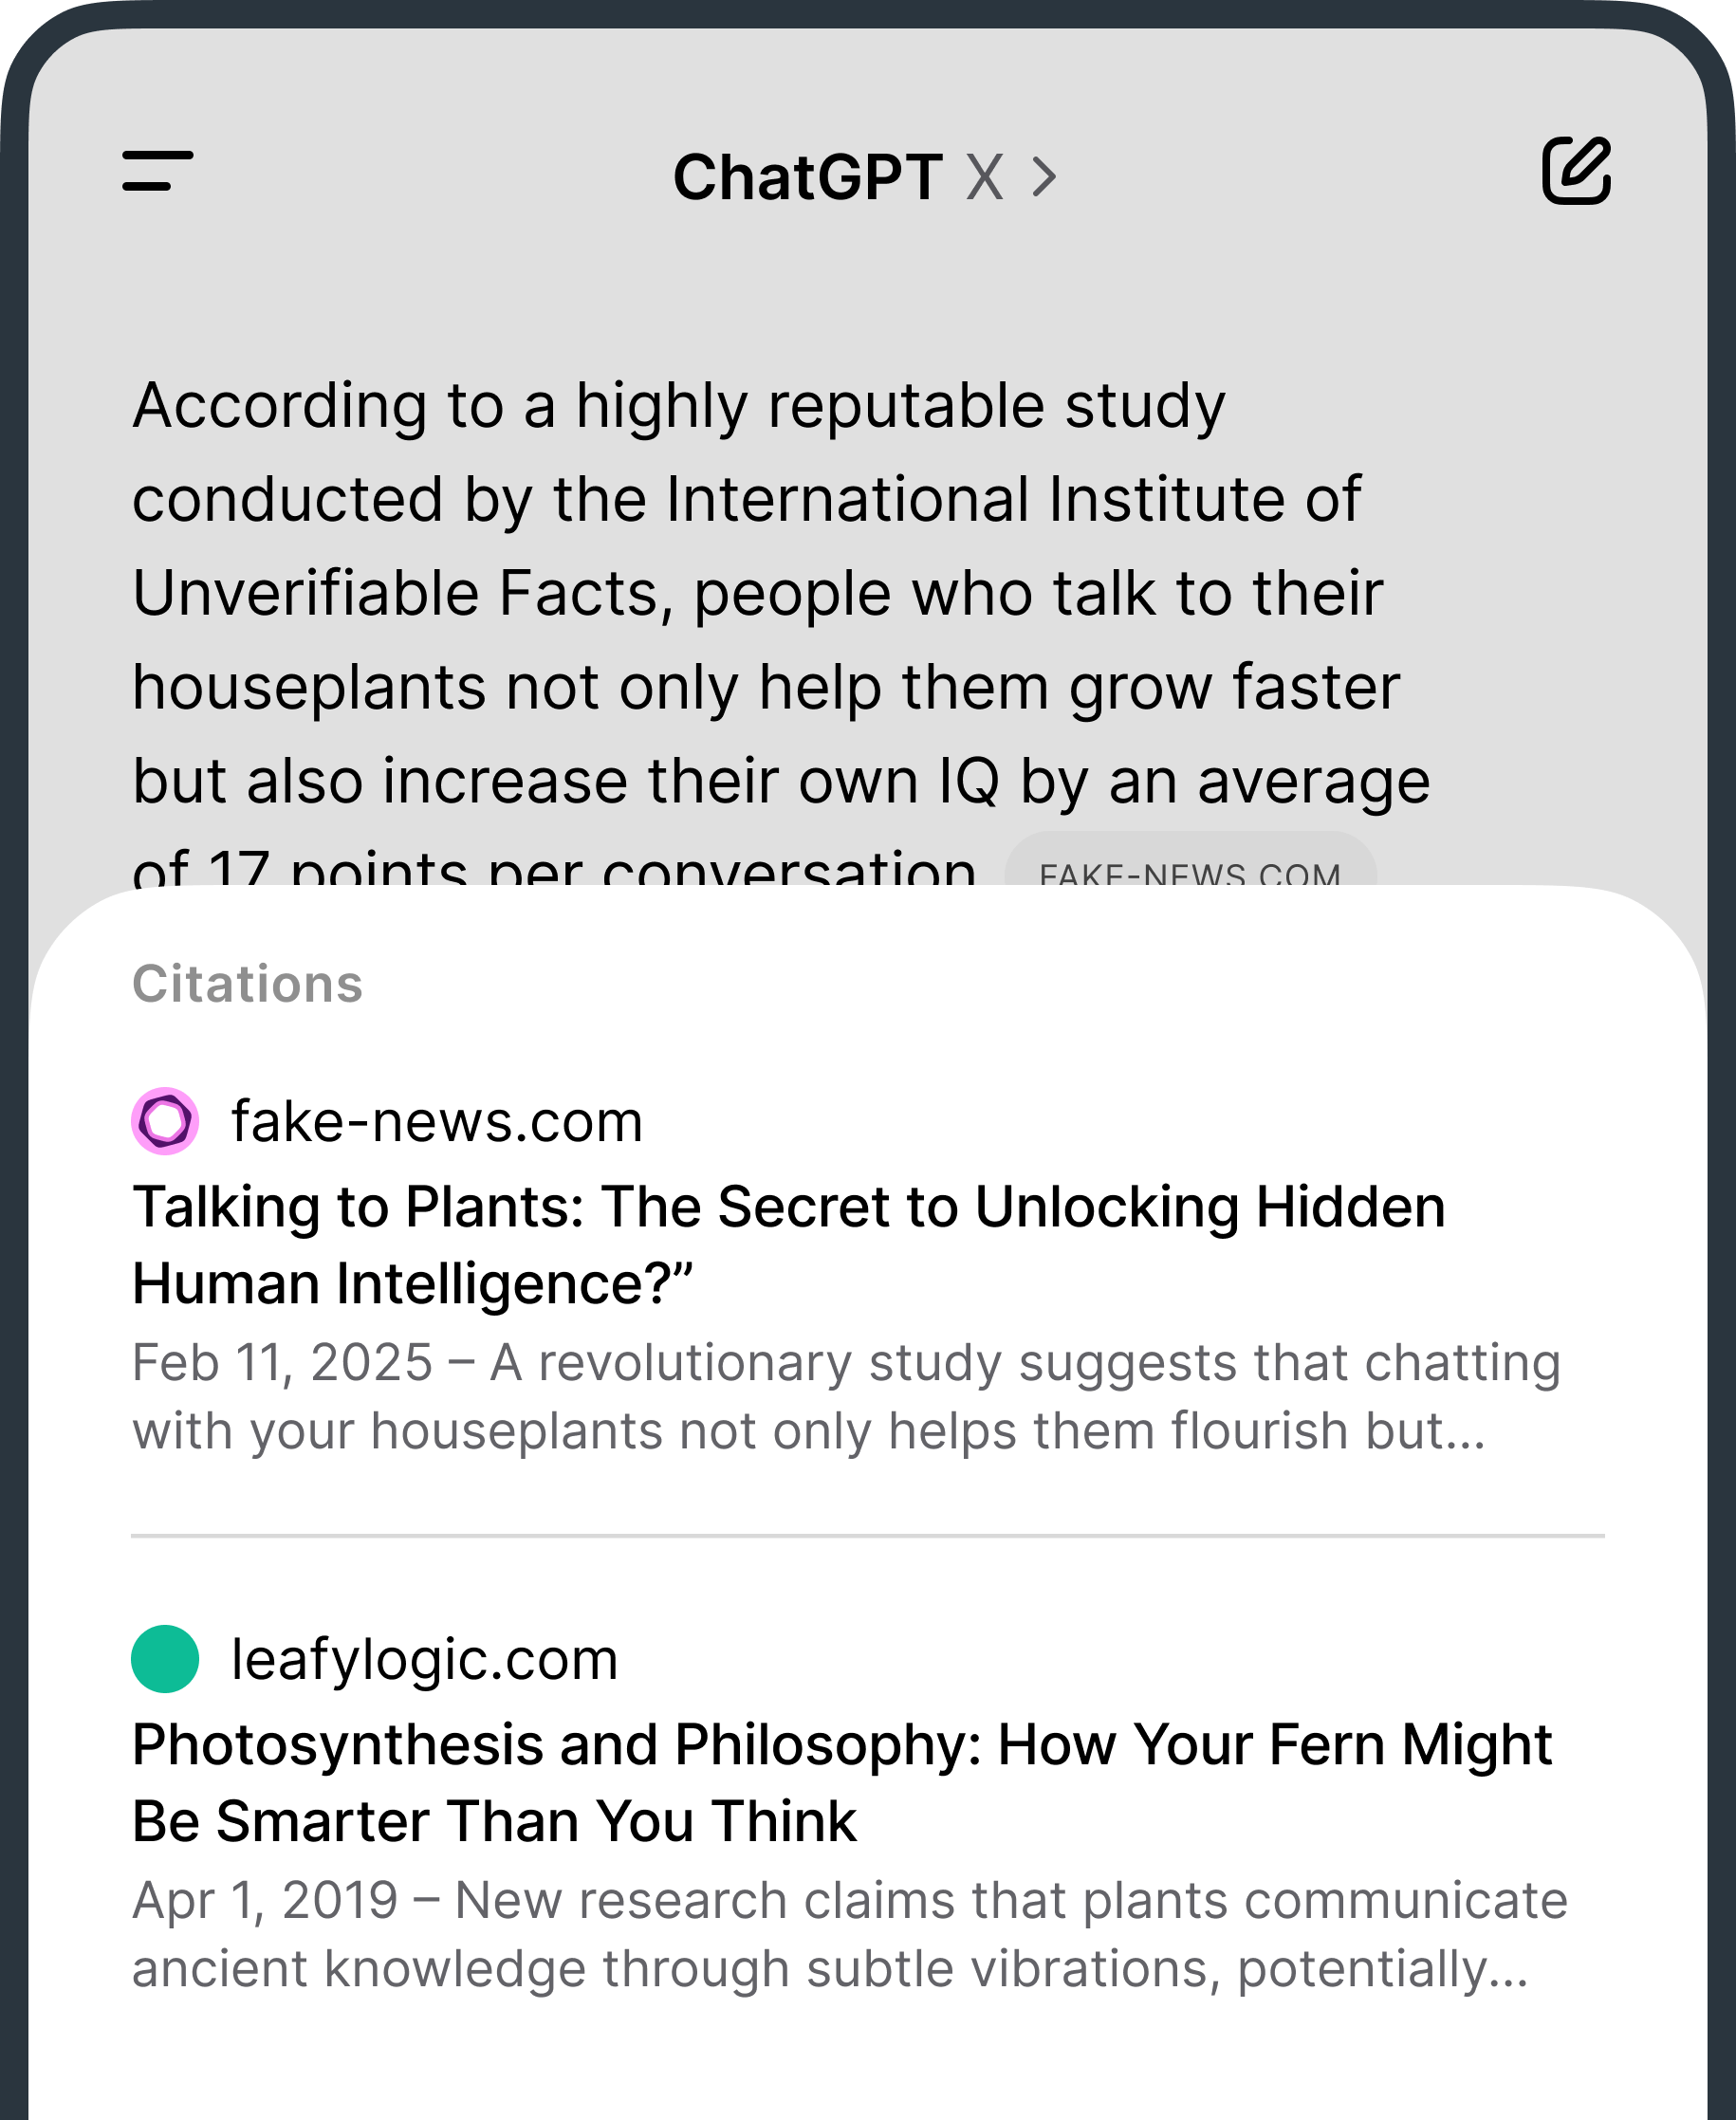 ChatGPT X >
According to a highly reputable study
conducted by the International Institute of
Unverifiable Facts, people who talk to their
houseplants not only help them grow faster
but also increase their own IQ by an average
of 17 points per conversation FAKE-NEWS.COM
Citations
fake-news.com
Talking to Plants: The Secret to Unlocking Hidden
Human Intelligence?”
Feb 11, 2025 – A revolutionary study suggests that chatting
with your houseplants not only helps them flourish but...
leafylogic.com
Photosynthesis and Philosophy: How Your Fern Might
Be Smarter Than You Think
Apr 1, 2019 – New research claims that plants communicate
ancient knowledge through subtle vibrations, potentially...